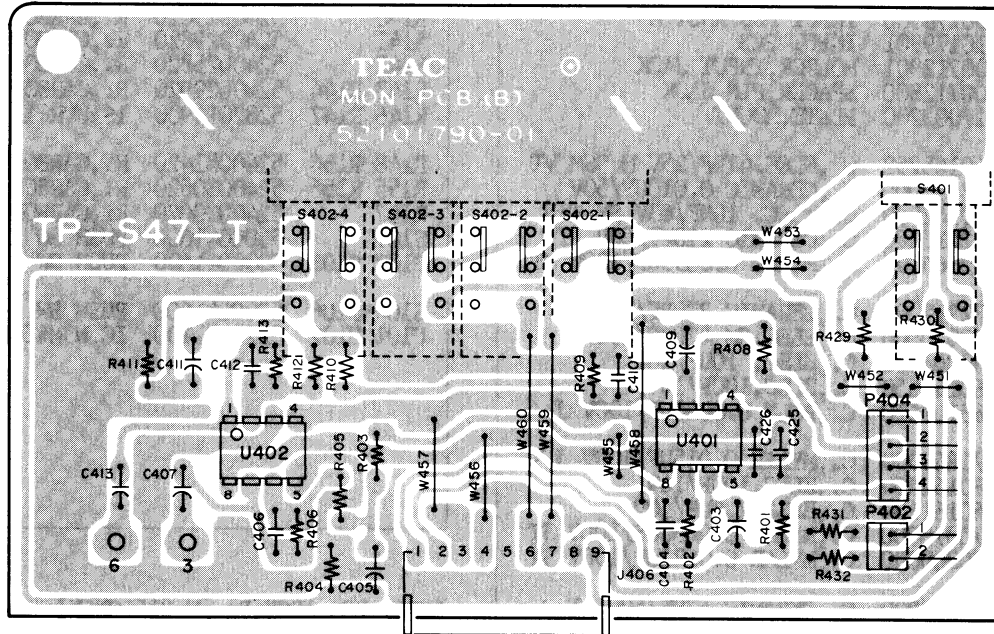 TEAC
MON PCB (B)
52101790-01
S401
S402-4 S402-3 S402-2 S402-1
TP-S47-T
W453
W454
R413 C409 R408 R429 R430
R411 C411 C412 R412 R410 R409 C410
W452 W451
P404
1 4 1 4 1
U402 R405 R403 W457 W456 W460 W459 W455 W458 U401 C426 C425 2
3
C413 C407 8 5 8 5 4
P402
C406 R406 C404 R402 C403 R401 R431 1
1 2 3 4 5 6 7 8 9 2
6 3 R404 C405 J406 R432